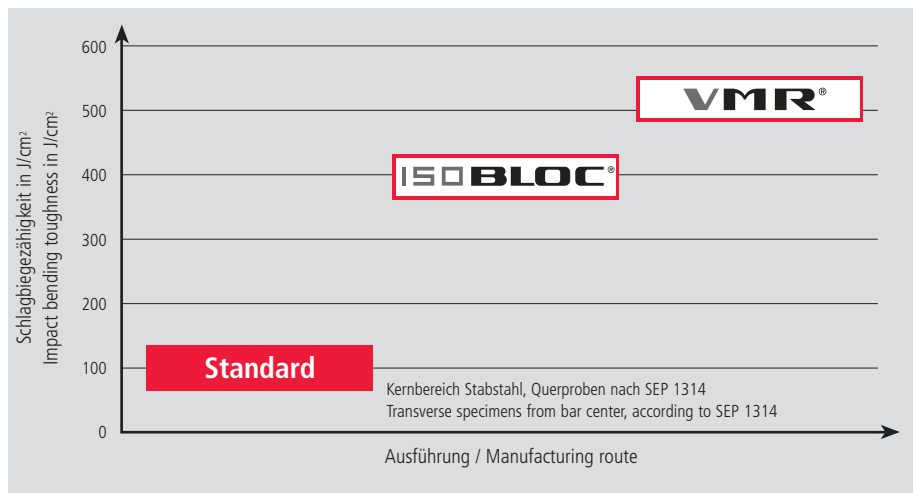 600
500
400
300
200
100
0
Schlagbiegezähigkeit in J/cm²
Impact bending toughness in J/cm²
VMR®
ISOBLOC®
Standard
Kernbereich Stabstahl, Querproben nach SEP 1314
Transverse specimens from bar center, according to SEP 1314
Ausführung / Manufacturing route